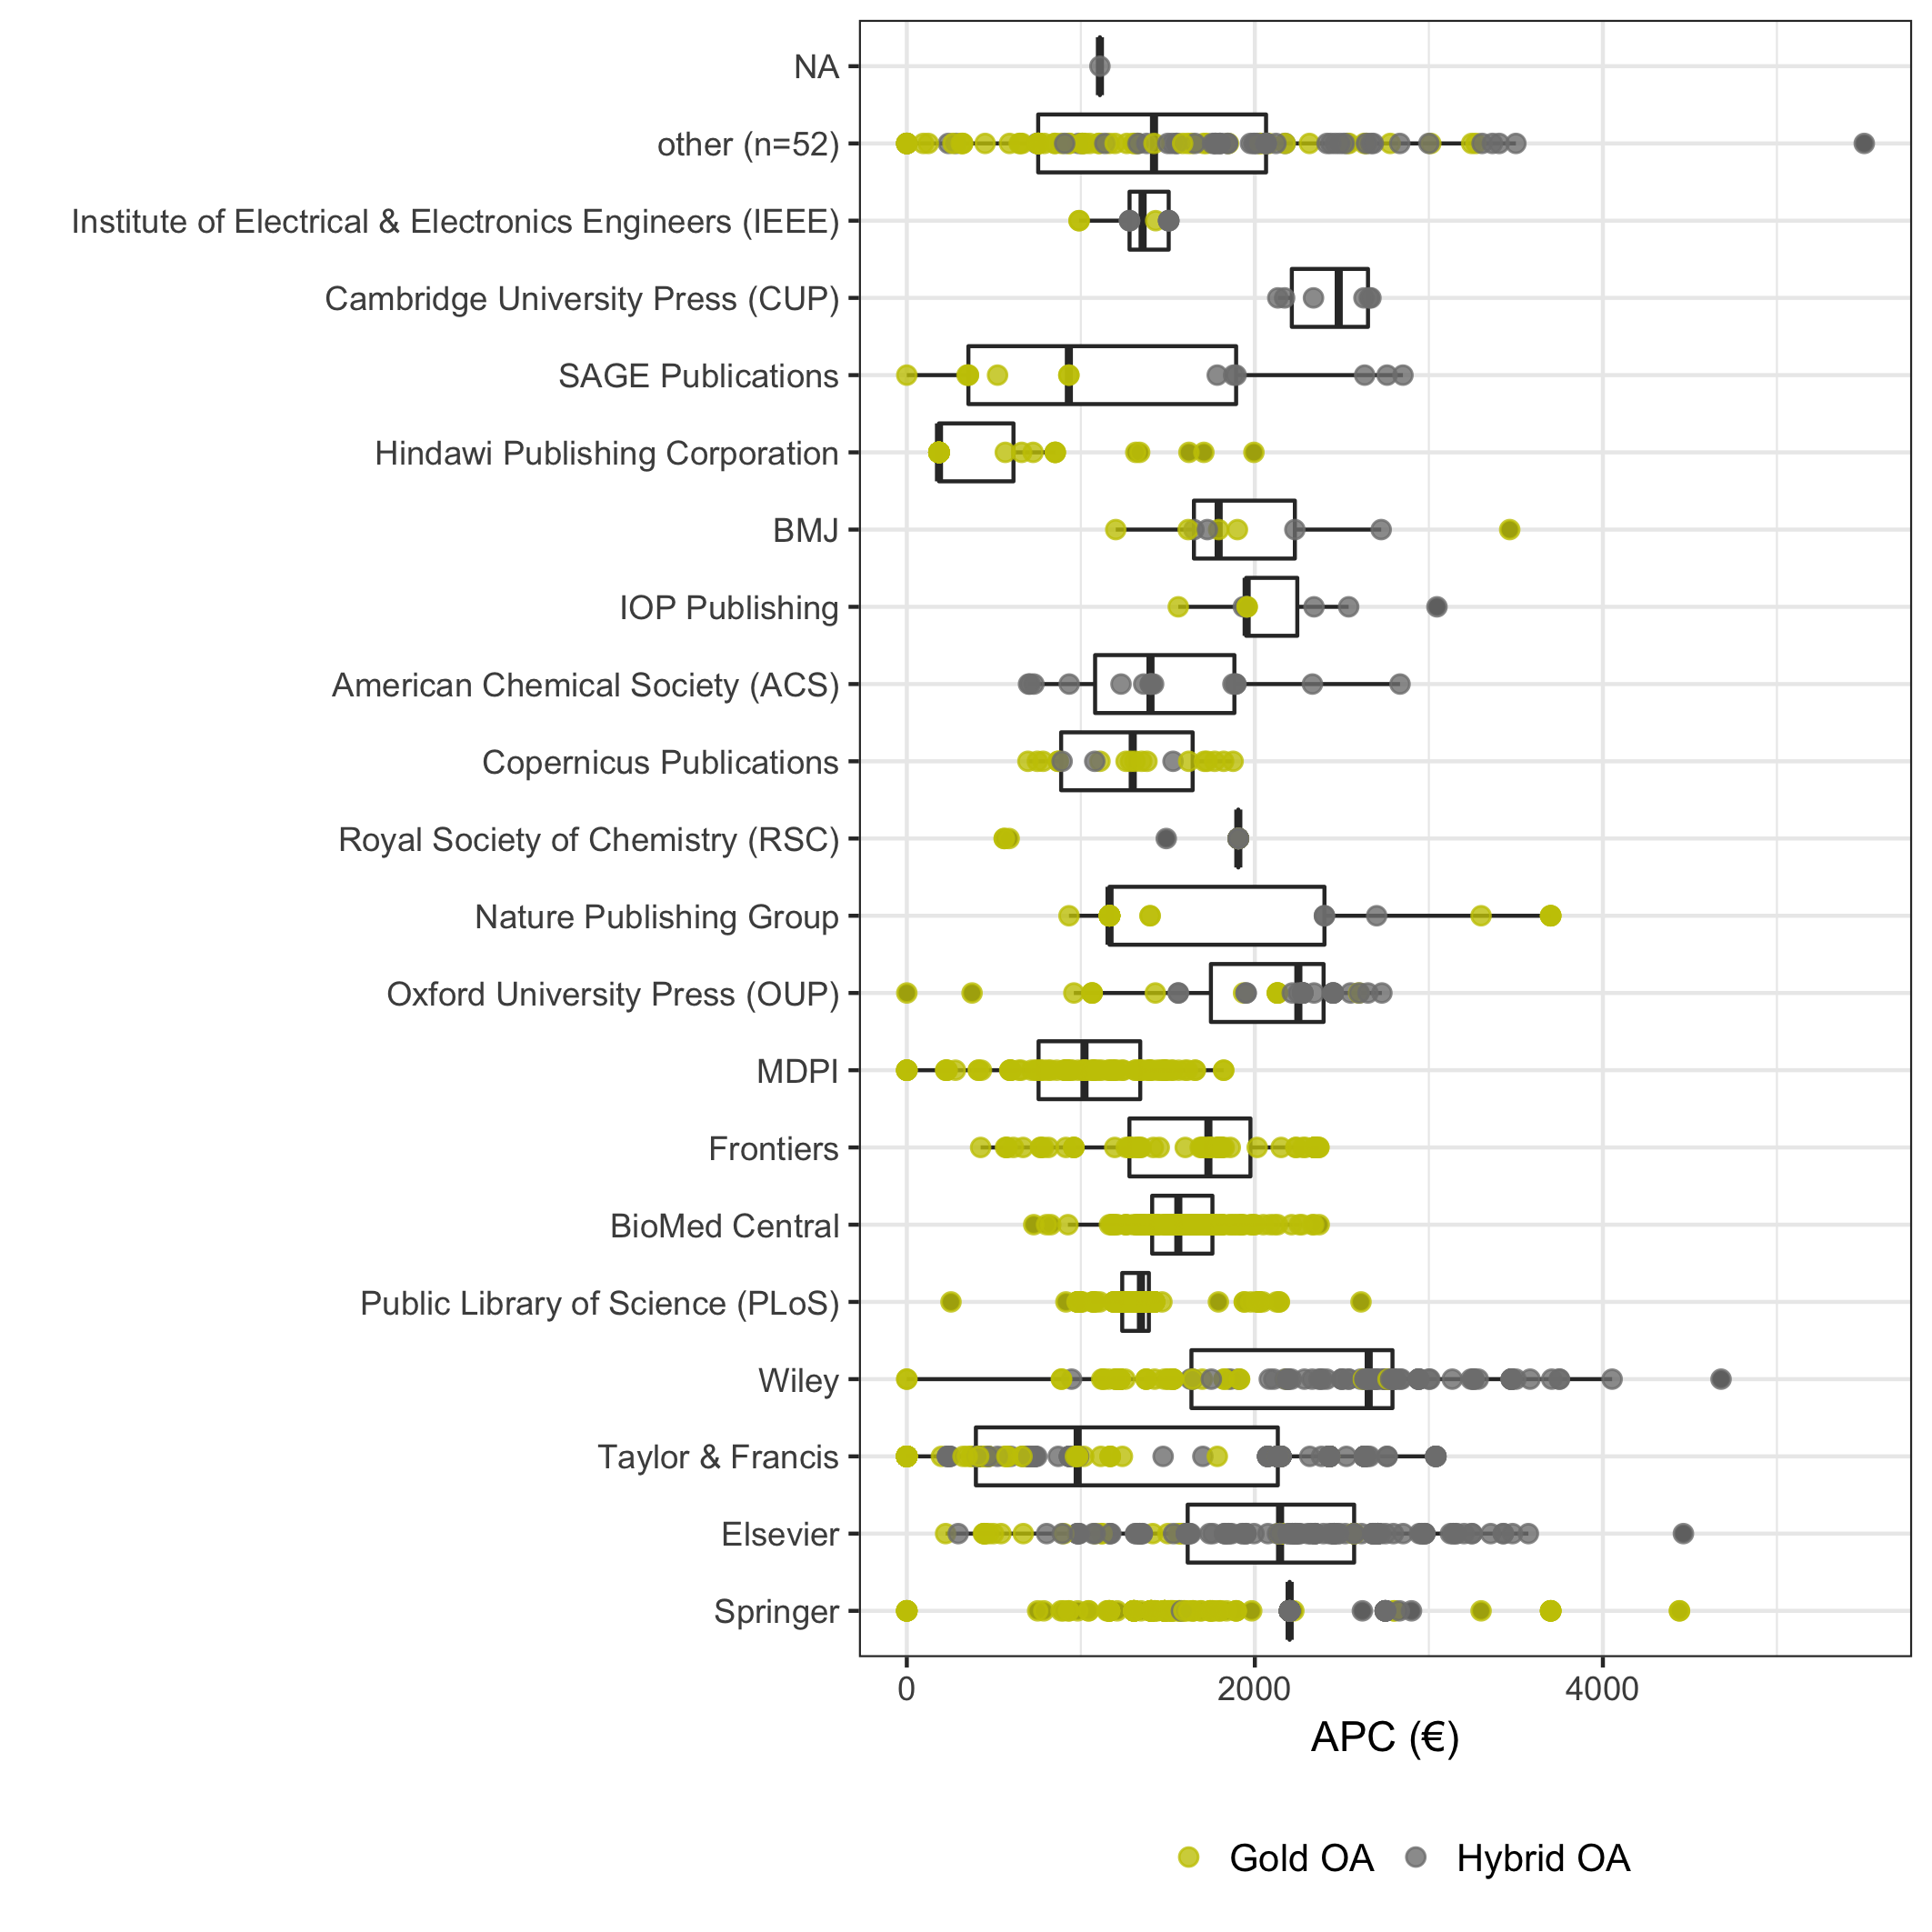 NA
other (n=52)
Institute of Electrical & Electronics Engineers (IEEE)
Cambridge University Press (CUP)
SAGE Publications
Hindawi Publishing Corporation
BMJ
IOP Publishing
American Chemical Society (ACS)
Copernicus Publications
Royal Society of Chemistry (RSC)
Nature Publishing Group
Oxford University Press (OUP)
MDPI
Frontiers
BioMed Central
Public Library of Science (PLoS)
Wiley
Taylor & Francis
Elsevier
Springer
0 2000 4000
APC (€)
Gold OA Hybrid OA